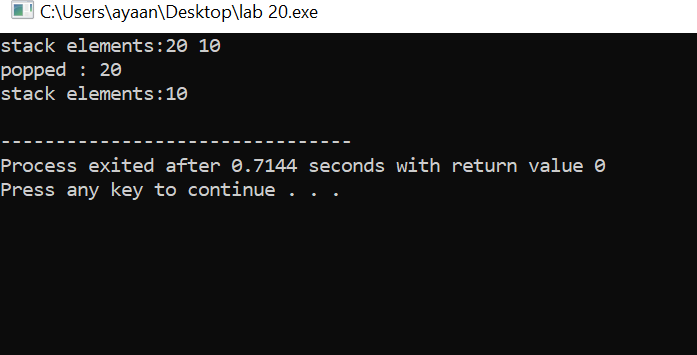 C:\Users\ayaan\Desktop\lab 20.exe
stack elements:20 10
popped : 20
stack elements:10
--------------------------------
Process exited after 0.7144 seconds with return value 0
Press any key to continue . . .